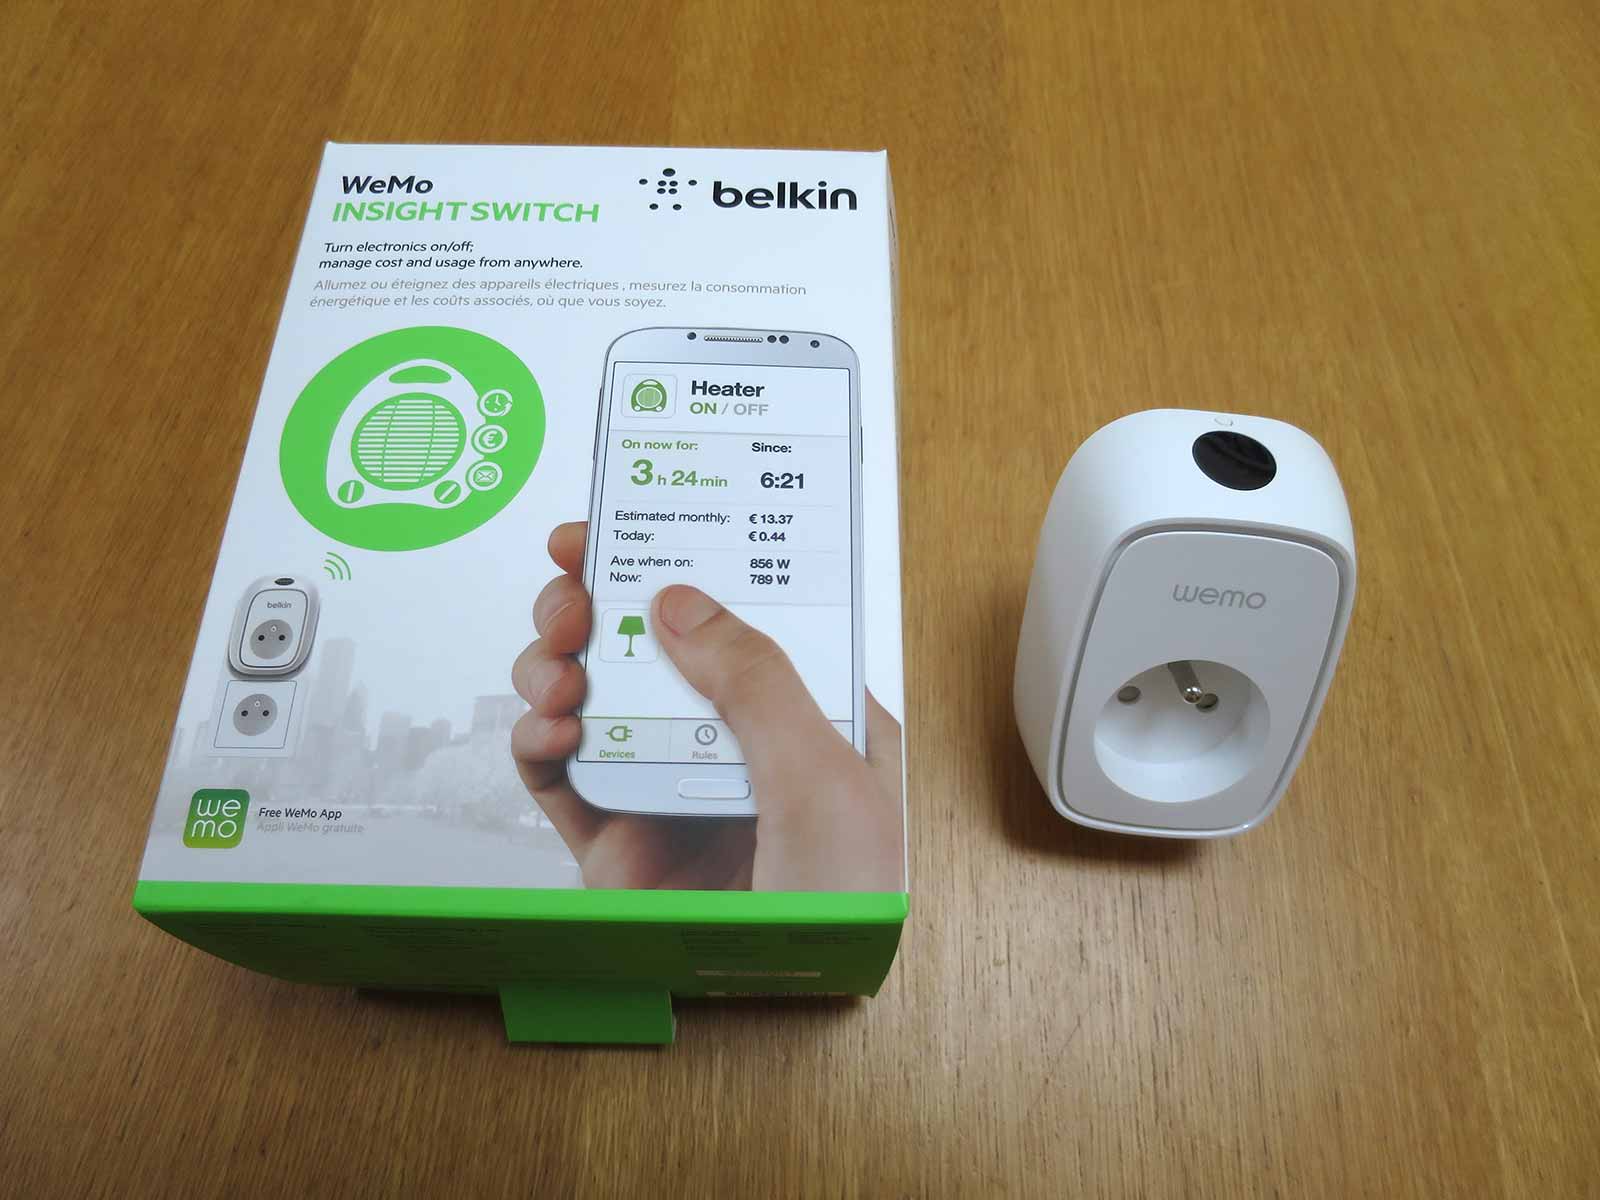 WeMo
INSIGHT SWITCH
belkin
Turn electronics on/off;
manage cost and usage from anywhere.
Allumez ou éteignez des appareils électriques , mesurez la consommation
énergétique et les coûts associés, où que vous soyez.
Heater
ON / OFF
On now for: Since:
3 h 24 min 6:21
Estimated monthly: € 13.37
Today: € 0.44
Ave when on: 856 W
Now: 789 W
€
belkin
Devices Rules
we
mo
Free WeMo App
Appli WeMo gratuite
wemo